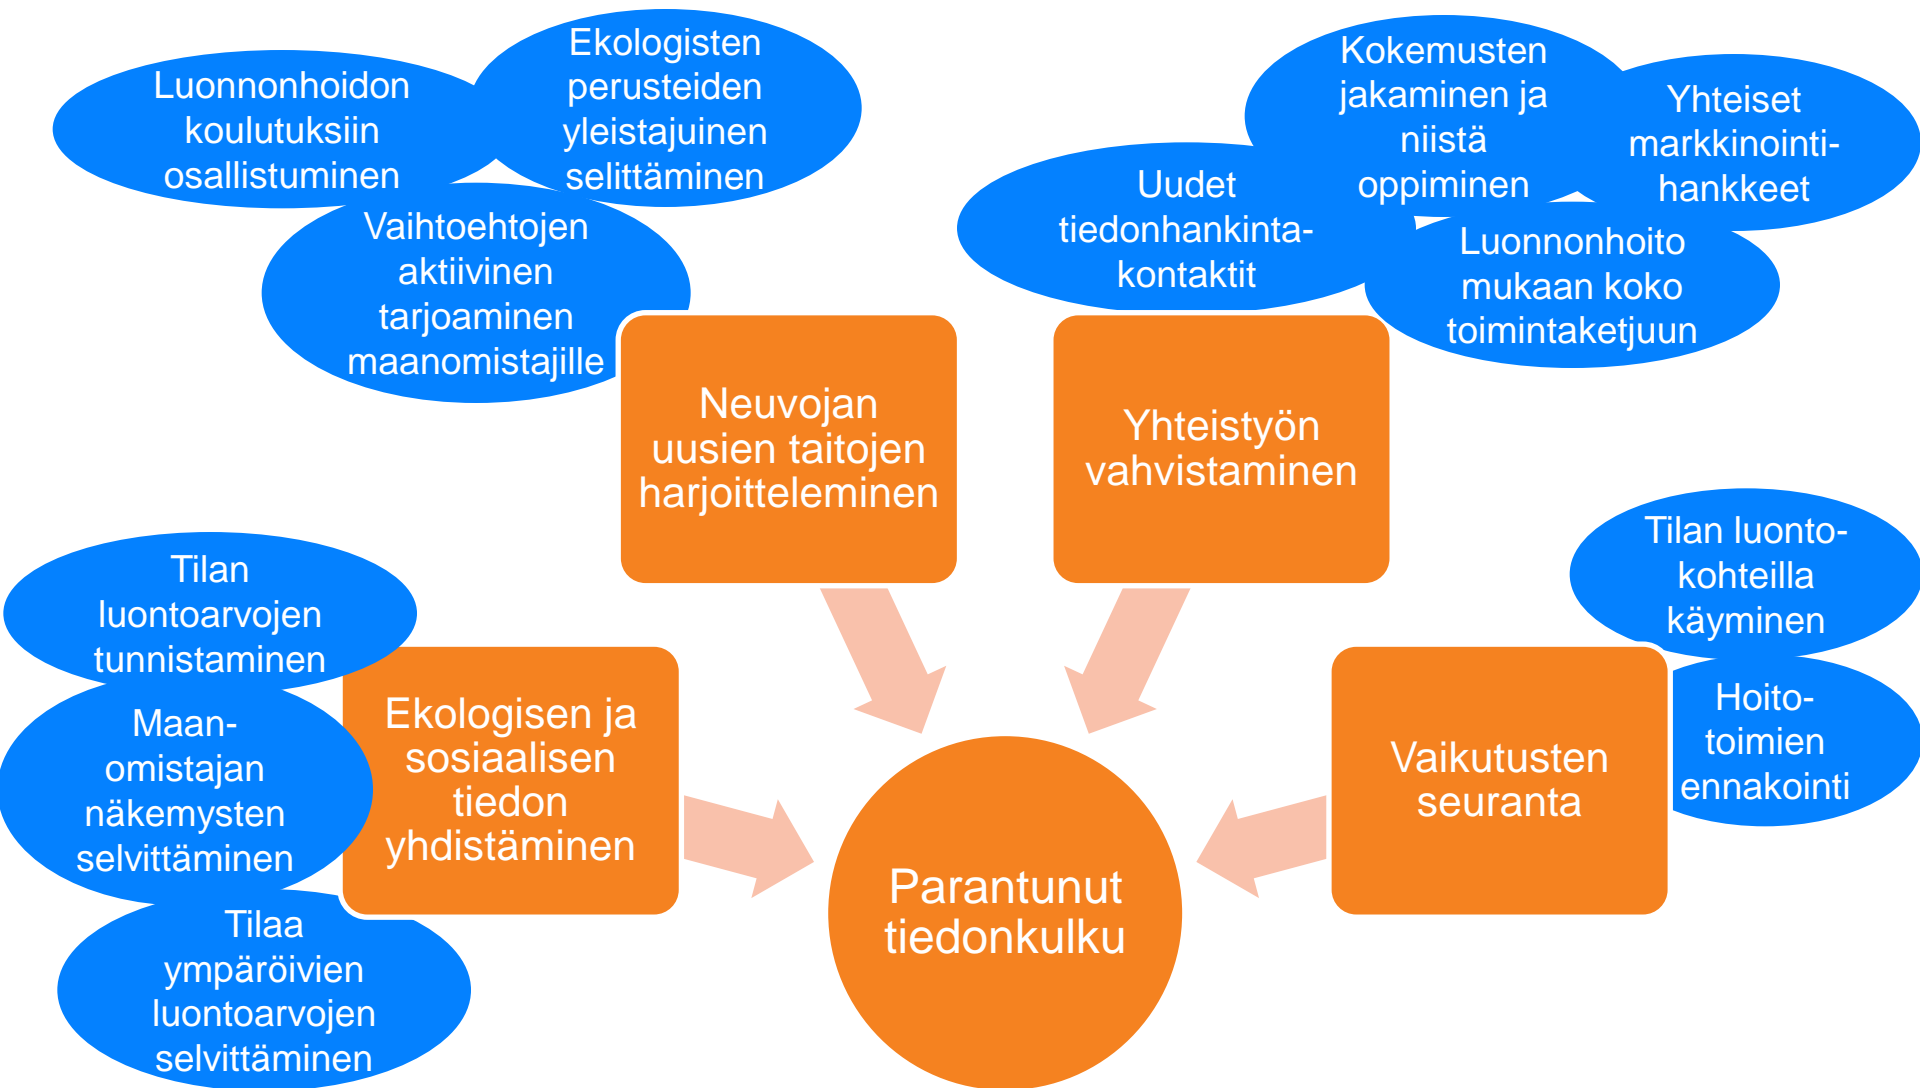 Luonnonhoidon
koulutuksiin
osallistuminen
Ekologisten
perusteiden
yleistajuinen
selittäminen
Vaihtoehtojen
aktiivinen
tarjoaminen
maanomistajille
Neuvojan
uusien taitojen
harjoitteleminen
Uudet
tiedonhankinta-
kontaktit
Kokemusten
jakaminen ja
niistä
oppiminen
Yhteiset
markkinointi-
hankkeet
Luonnonhoito
mukaan koko
toimintaketjuun
Yhteistyön
vahvistaminen
Tilan
luontoarvojen
tunnistaminen
Maan-
omistajan
näkemysten
selvittäminen
Tilaa
ympäröivien
luontoarvojen
selvittäminen
Ekologisen ja
sosiaalisen
tiedon
yhdistäminen
Tilan luonto-
kohteilla
käyminen
Hoito-
toimien
ennakointi
Vaikutusten
seuranta
Parantunut
tiedonkulku